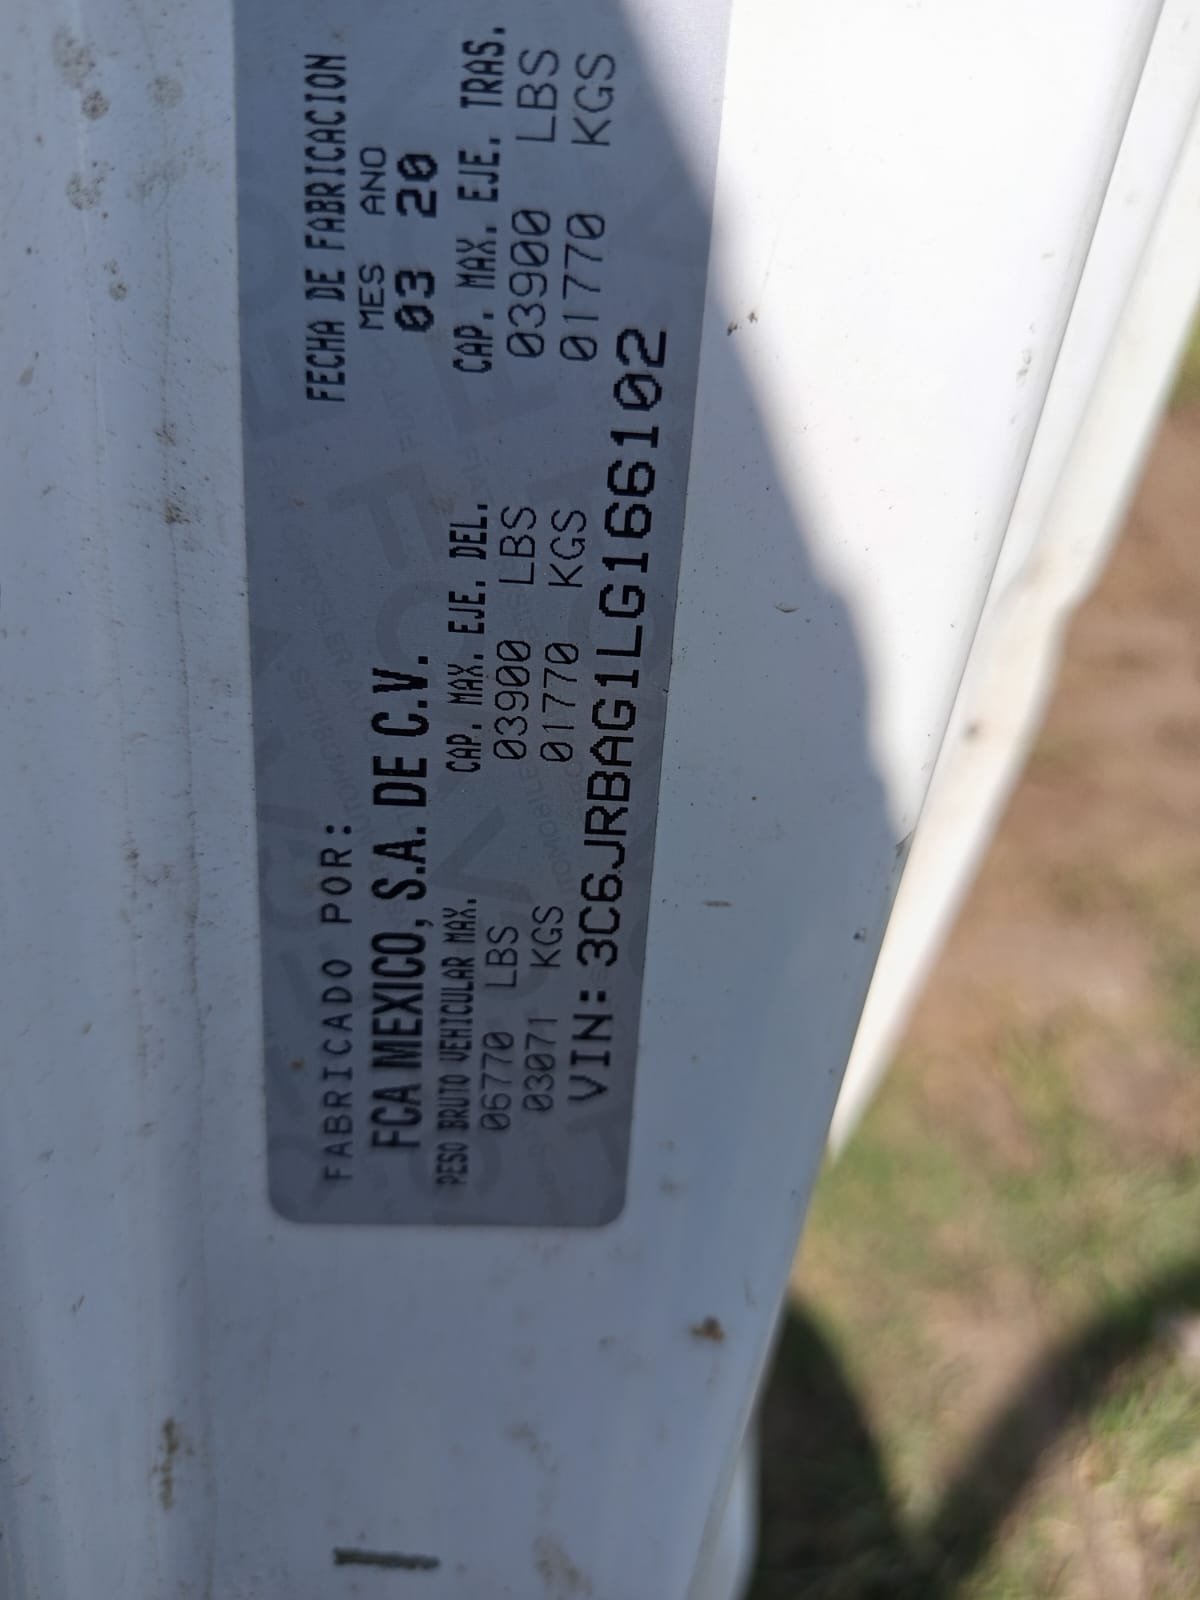 FABRICADO POR:
FCA MEXICO, S.A. DE C.V.
FECHA DE FABRICACION
MES ANO
03 20
PESO BRUTO VEHICULAR MAX.
06770 LBS
03071 KGS
CAP. MAX. EJE. DEL.
03900 LBS
01770 KGS
CAP. MAX. EJE. TRAS.
03900 LBS
01770 KGS
VIN: 3C6JRBAG1LG166102